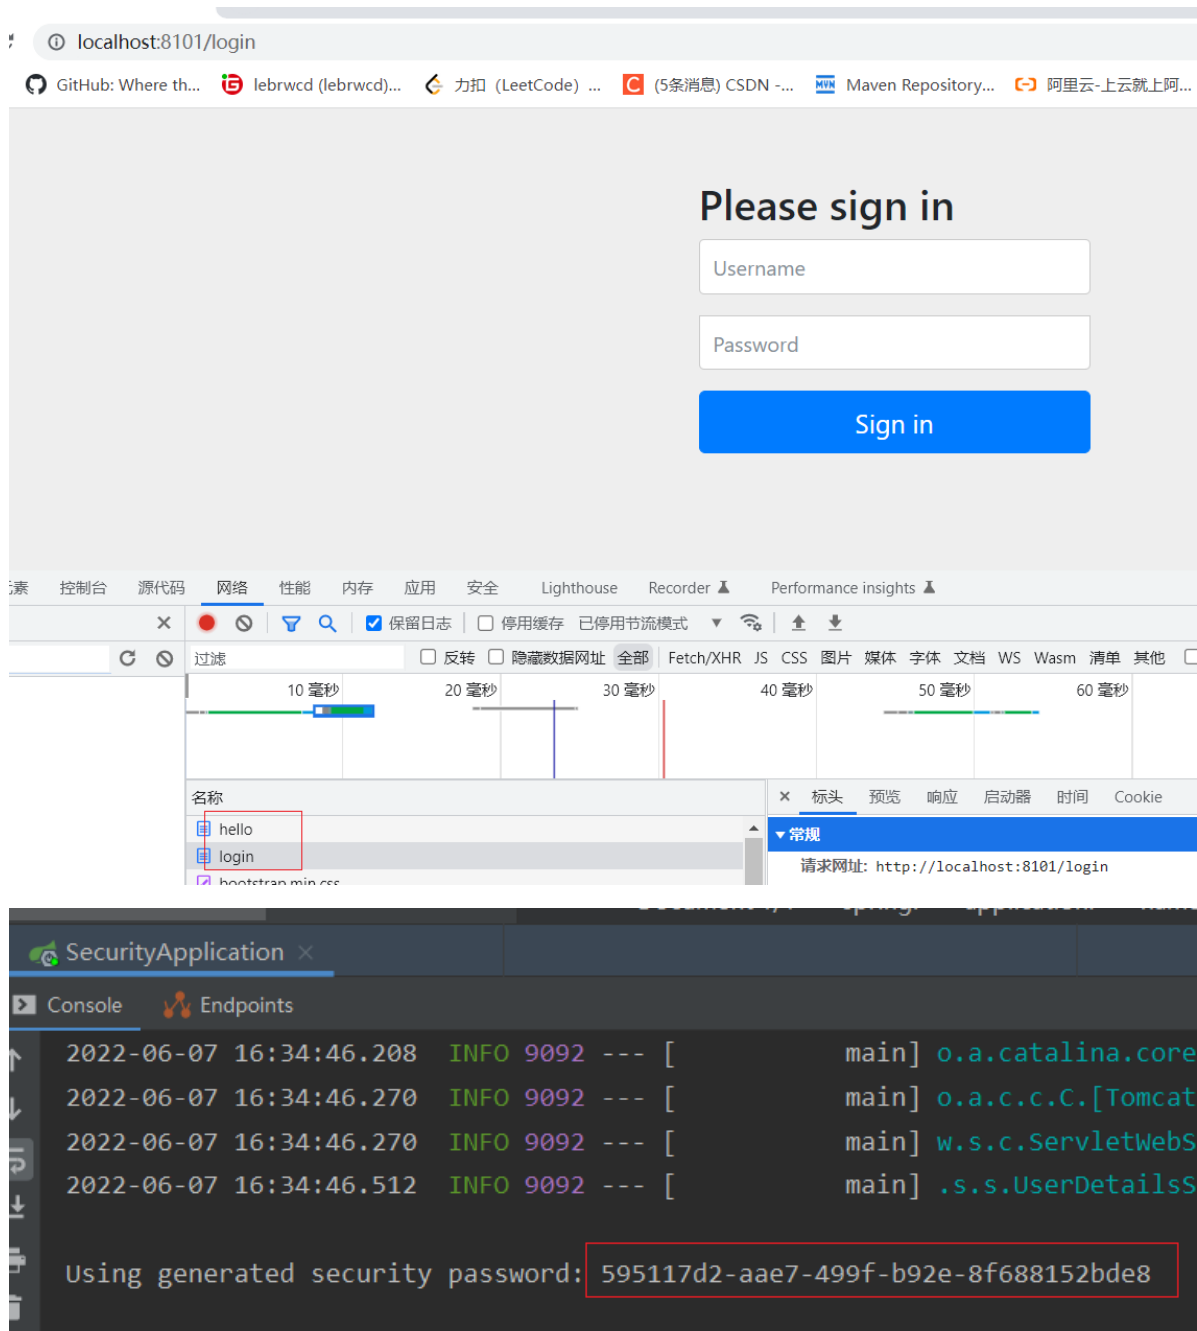 localhost:8101/login
GitHub: Where th... lebrwcd (lebrwcd)... 力扣 (LeetCode) ... (5条消息) CSDN -... Maven Repository... 阿里云-上云就上阿...
Please sign in
Username
Password
Sign in
素 控制台 源代码 网络 性能 内存 应用 安全 Lighthouse Recorder Performance insights
保留日志 停用缓存 已停用节流模式
过滤 反转 隐藏数据网址 全部 Fetch/XHR JS CSS 图片 媒体 字体 文档 WS Wasm 清单 其他
10 毫秒 20 毫秒 30 毫秒 40 毫秒 50 毫秒 60 毫秒
名称 × 标头 预览 响应 启动器 时间 Cookie
hello
常规
login
请求网址: http://localhost:8101/login
bootstrap.min.css
SecurityApplication ×
Console Endpoints
2022-06-07 16:34:46.208 INFO 9092 --- [ main] o.a.catalina.core
2022-06-07 16:34:46.270 INFO 9092 --- [ main] o.a.c.c.C.[Tomcat
2022-06-07 16:34:46.270 INFO 9092 --- [ main] w.s.c.ServletWebS
2022-06-07 16:34:46.512 INFO 9092 --- [ main] .s.s.UserDetailsS
Using generated security password: 595117d2-aae7-499f-b92e-8f688152bde8